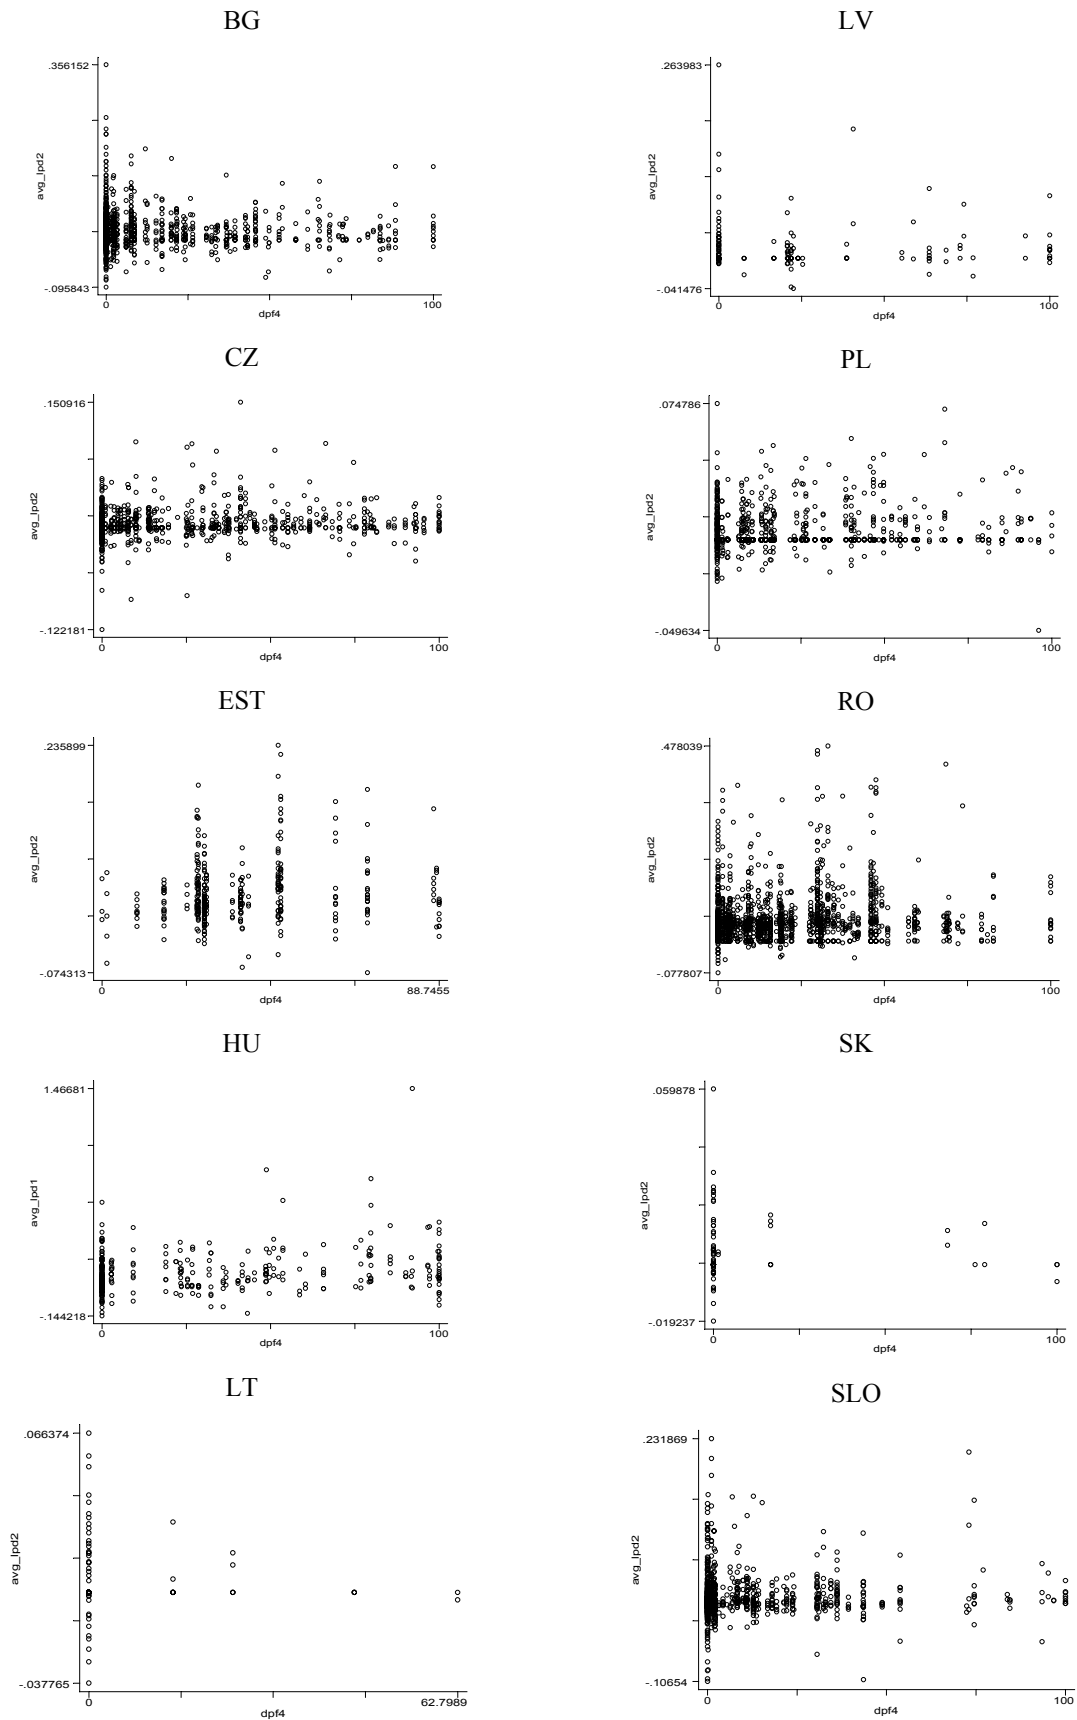 BG
.356152
avg_lpd2
-.095843
0
100
dpf4
LV
.263983
avg_lpd2
-.041476
0
100
dpf4
CZ
.150916
avg_lpd2
-.122181
0
100
dpf4
PL
.074786
avg_lpd2
-.049634
0
100
dpf4
EST
.235899
avg_lpd2
-.074313
0
88.7455
dpf4
RO
.478039
avg_lpd2
-.077807
0
100
dpf4
HU
1.46681
avg_lpd1
-.144218
0
100
dpf4
SK
.059878
avg_lpd2
-.019237
0
100
dpf4
LT
.066374
avg_lpd2
-.037765
0
62.7989
dpf4
SLO
.231869
avg_lpd2
-.10654
0
100
dpf4